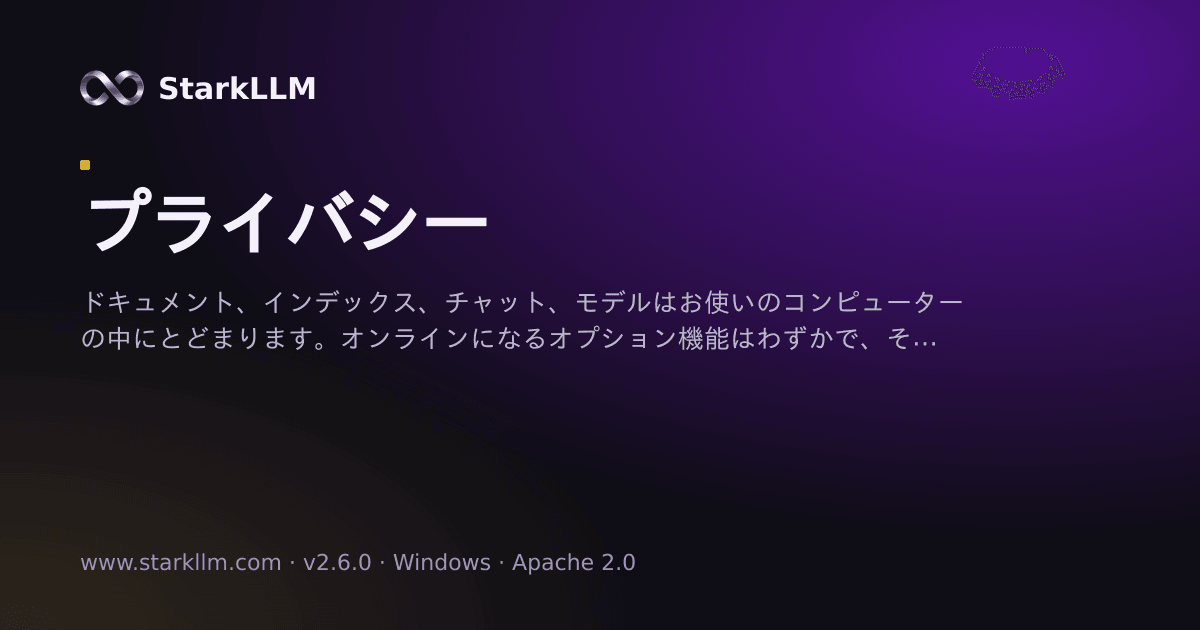 StarkLLM
プライバシー
ドキュメント、インデックス、チャット、モデルはお使いのコンピューター
の中にとどまります。オンラインになるオプション機能はわずかで、そ…
www.starkllm.com · v2.6.0 · Windows · Apache 2.0